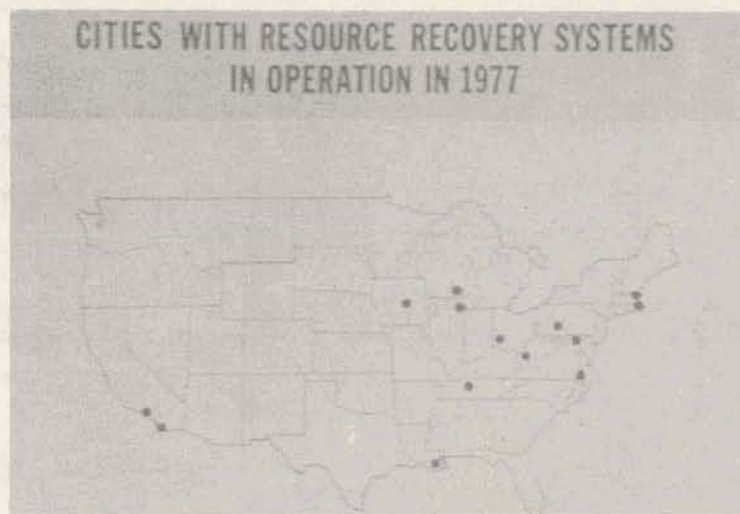 CITIES WITH RESOURCE RECOVERY SYSTEMS
IN OPERATION IN 1977